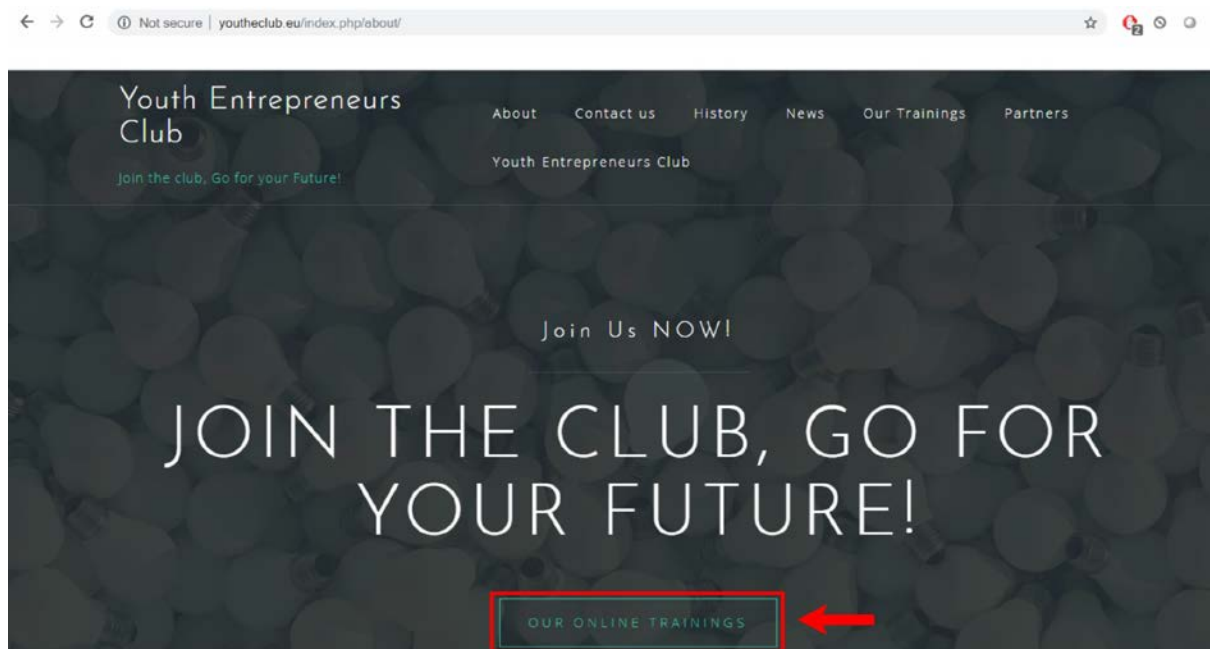 Not secure | youtheclub.eu/index.php/about/
2
Youth Entrepreneurs
Club
Join the club, Go for your Future!
About Contact us History News Our Trainings Partners
Youth Entrepreneurs Club
Join Us NOW!
JOIN THE CLUB, GO FOR
YOUR FUTURE!
OUR ONLINE TRAININGS